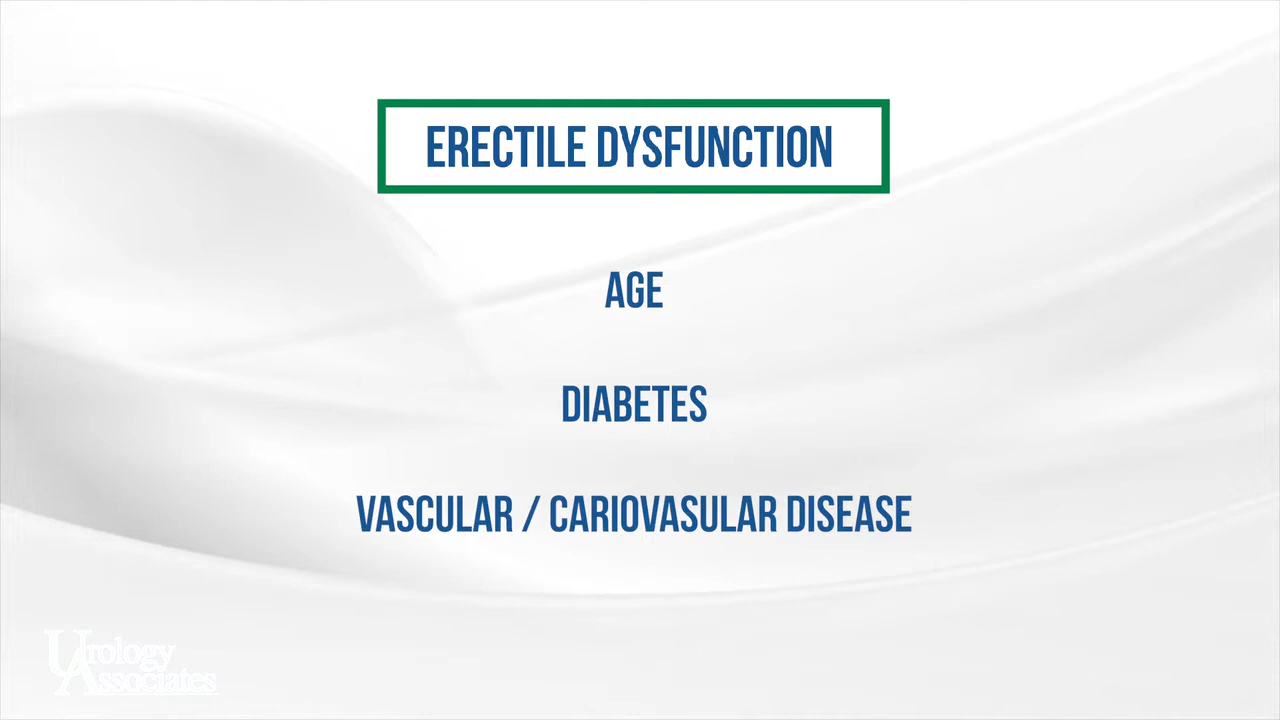 ERECTILE DYSFUNCTION
AGE
DIABETES
VASCULAR / CARIOVASULAR DISEASE
Urology
Associates